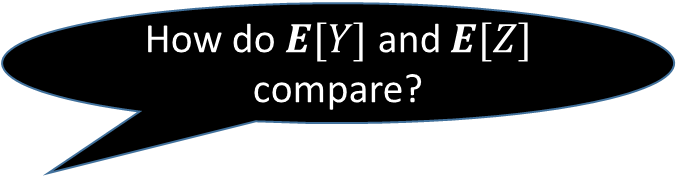 How do E[Y] and E[Z]
compare?